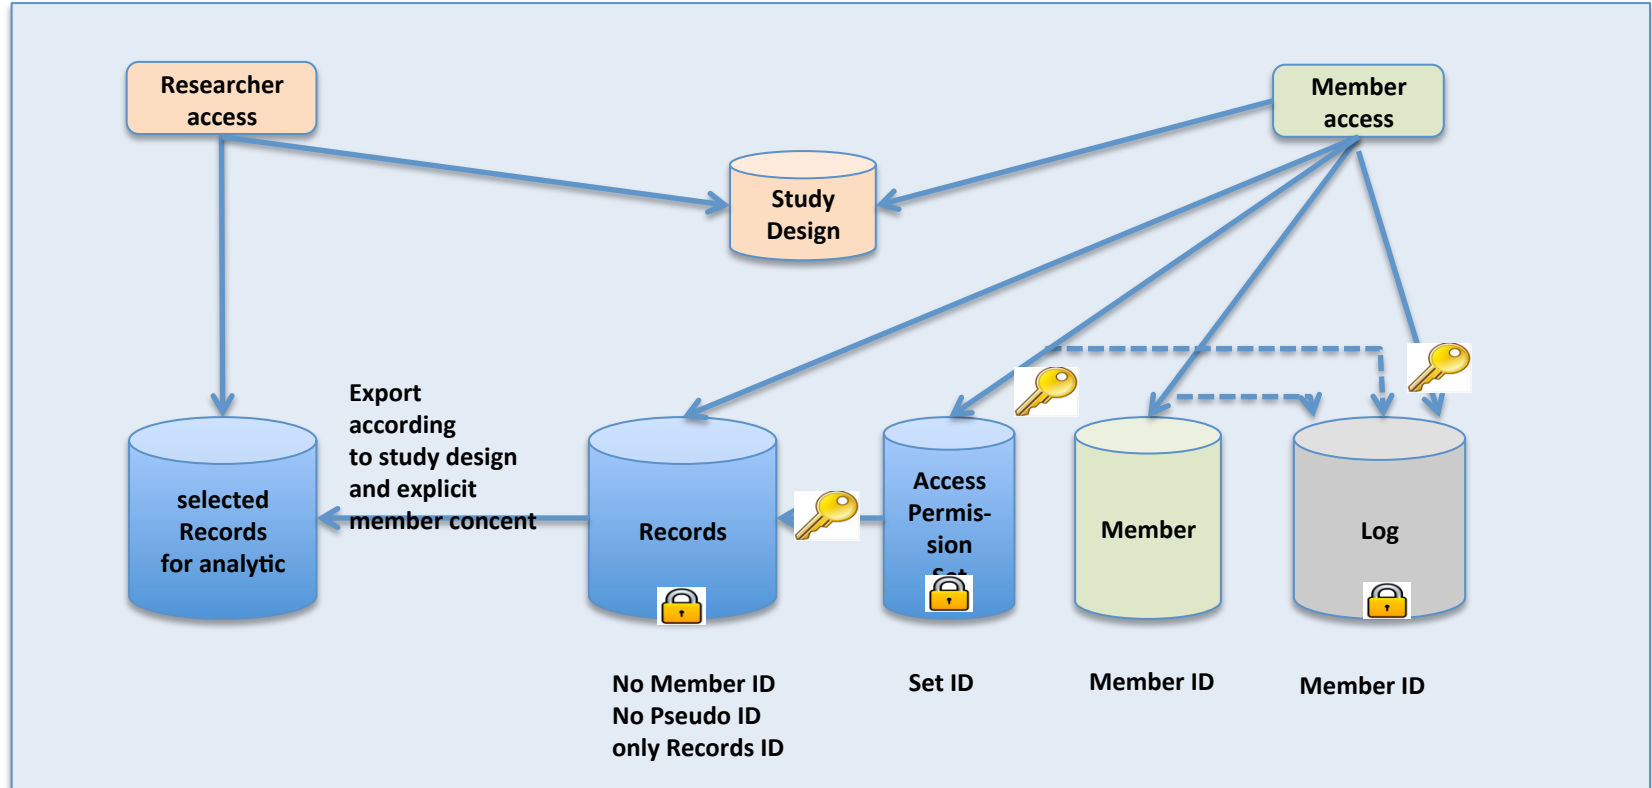 Researcher
access
Member
access
Study
Design
Export
according
to study design
and explicit
member concent
selected
Records
for analytic
Records
Access
Permis-
sion
Set
Member
Log
No Member ID
No Pseudo ID
only Records ID
Set ID
Member ID
Member ID